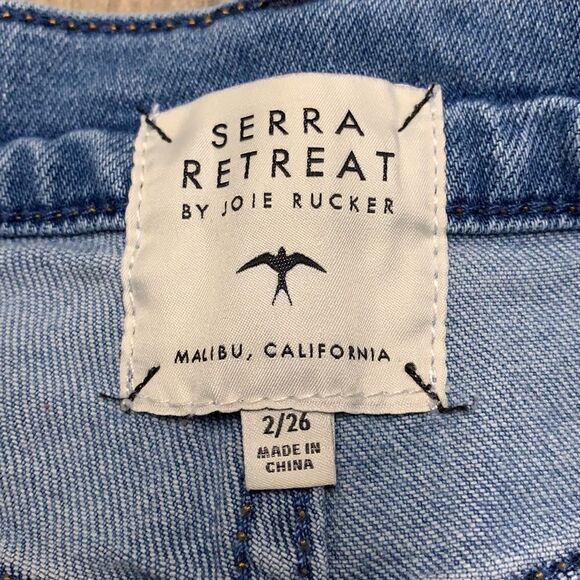 SERRA
RETREAT
BY JOIE RUCKER
MALIBU, CALIFORNIA
2/26
MADE IN
CHINA